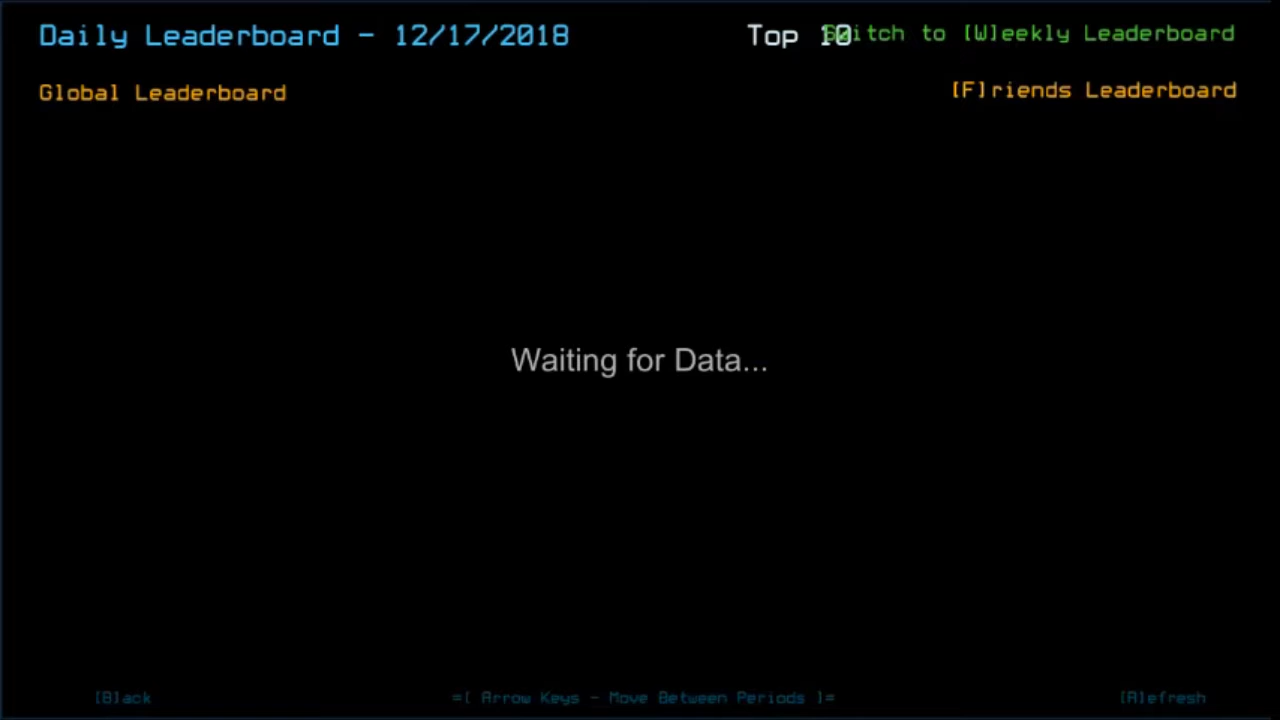 Daily Leaderboard - 12/17/2018 Top 10 Switch to [W]eekly Leaderboard
Global Leaderboard [F]riends Leaderboard
Waiting for Data...
[B]ack =[ Arrow Keys - Move Between Periods ]= [R]efresh